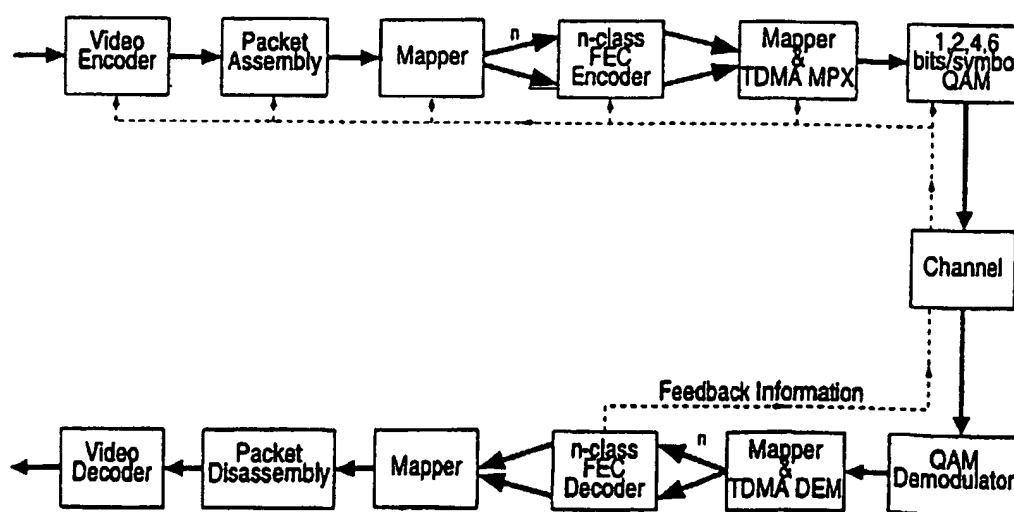 Video
Encoder
Packet
Assembly
Mapper
n
n-class
FEC
Encoder
Mapper
&
TDMA MPX
1,2,4,6
bits/symbo
QAM
Channel
Feedback Information
Video
Decoder
Packet
Disassembly
Mapper
n-class
FEC
Decoder
n
Mapper
&
TDMA DEM
QAM
Demodulator